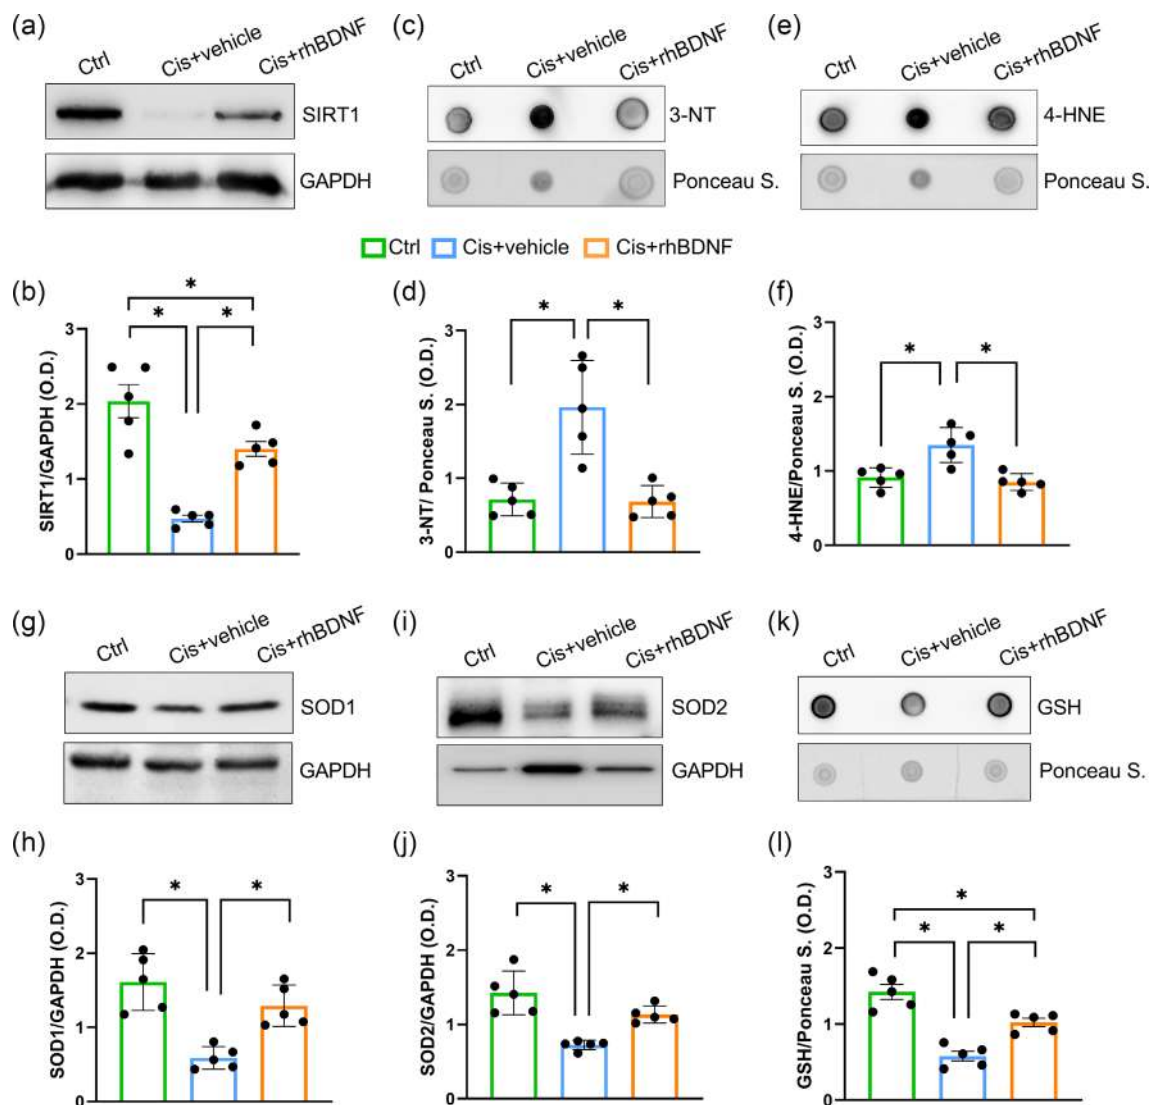 (a)
Ctrl
Cis+vehicle
Cis+rhBDNF
SIRT1
GAPDH
(c)
Ctrl
Cis+vehicle
Cis+rhBDNF
3-NT
Ponceau S.
(e)
Ctrl
Cis+vehicle
Cis+rhBDNF
4-HNE
Ponceau S.
Ctrl Cis+vehicle Cis+rhBDNF
(b)
SIRT1/GAPDH (O.D.)
3
2
1
0
*
* *
(d)
3-NT/ Ponceau S. (O.D.)
3
2
1
0
* *
(f)
4-HNE/Ponceau S. (O.D.)
3
2
1
0
* *
(g)
Ctrl
Cis+vehicle
Cis+rhBDNF
SOD1
GAPDH
(i)
Ctrl
Cis+vehicle
Cis+rhBDNF
SOD2
GAPDH
(k)
Ctrl
Cis+vehicle
Cis+rhBDNF
GSH
Ponceau S.
(h)
SOD1/GAPDH (O.D.)
3
2
1
0
* *
(j)
SOD2/GAPDH (O.D.)
3
2
1
0
* *
(l)
GSH/Ponceau S. (O.D.)
3
2
1
0
*
* *